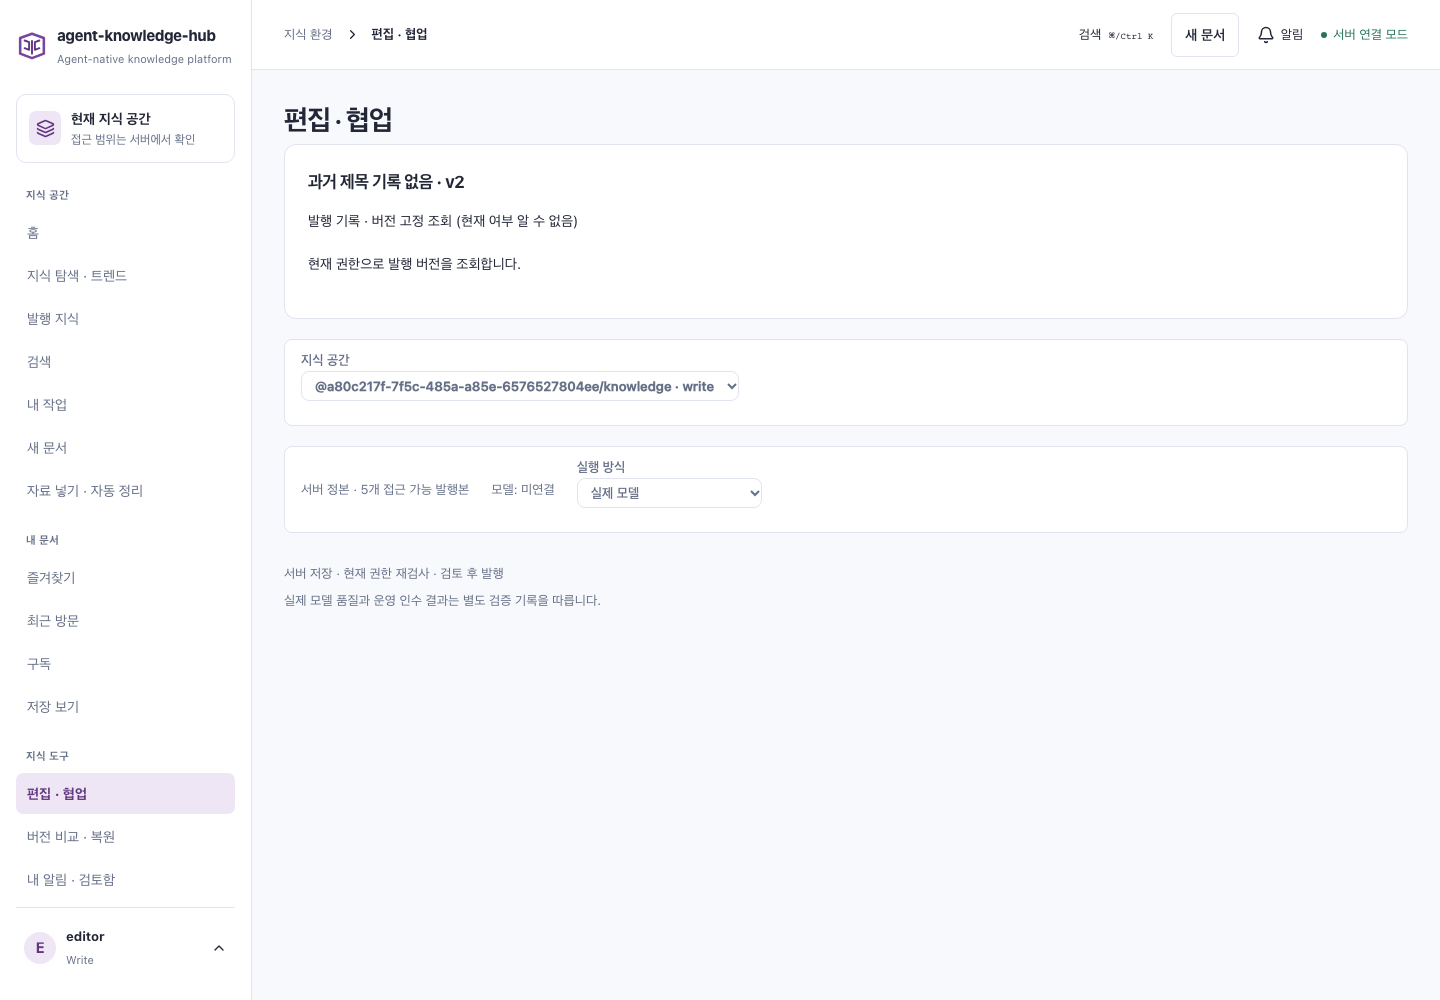 agent-knowledge-hub
Agent-native knowledge platform
현재 지식 공간
접근 범위는 서버에서 확인
지식 공간
홈
지식 탐색 · 트렌드
발행 지식
검색
내 작업
새 문서
자료 넣기 · 자동 정리
내 문서
즐겨찾기
최근 방문
구독
저장 보기
지식 도구
편집 · 협업
버전 비교 · 복원
내 알림 · 검토함
E
editor
Write
지식 환경
편집 · 협업
검색 ⌘/Ctrl K
새 문서
알림
서버 연결 모드
편집 · 협업
과거 제목 기록 없음 · v2
발행 기록 · 버전 고정 조회 (현재 여부 알 수 없음)
현재 권한으로 발행 버전을 조회합니다.
지식 공간
@a80c217f-7f5c-485a-a85e-6576527804ee/knowledge · write
서버 정본 · 5개 접근 가능 발행본
모델: 미연결
실행 방식
실제 모델
서버 저장 · 현재 권한 재검사 · 검토 후 발행
실제 모델 품질과 운영 인수 결과는 별도 검증 기록을 따릅니다.